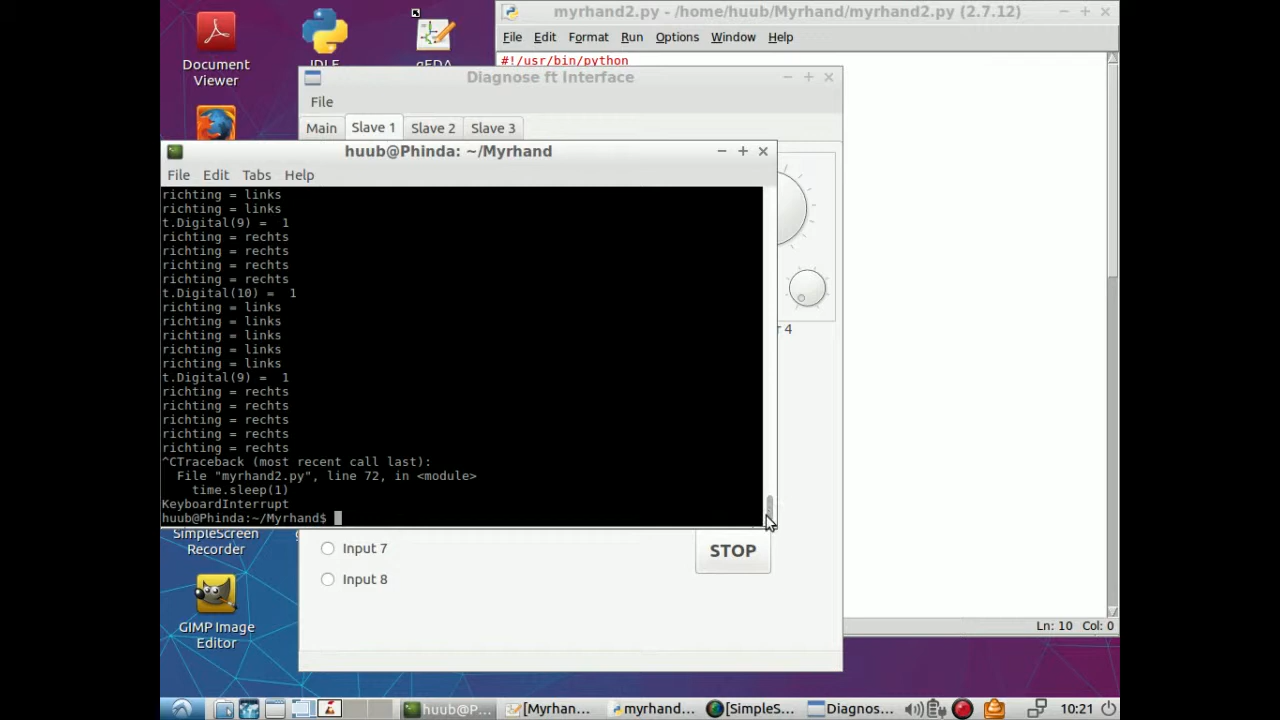 myrhand2.py - /home/huub/Myrhand/myrhand2.py (2.7.12)
File Edit Format Run Options Window Help
#!/usr/bin/python
Document
Viewer
IDLE
gEDA
Diagnose ft Interface
File
Main Slave 1 Slave 2 Slave 3
huub@Phinda: ~/Myrhand
File Edit Tabs Help
richting = links
richting = links
t.Digital(9) =  1
richting = rechts
richting = rechts
richting = rechts
richting = rechts
t.Digital(10) =  1
richting = links
richting = links
richting = links
richting = links
richting = links
t.Digital(9) =  1
richting = rechts
richting = rechts
richting = rechts
richting = rechts
richting = rechts
^CTraceback (most recent call last):
  File "myrhand2.py", line 72, in <module>
    time.sleep(1)
KeyboardInterrupt
huub@Phinda:~/Myrhand$
r 4
SimpleScreen
Recorder
Input 7
STOP
Input 8
GIMP Image
Editor
Ln: 10 Col: 0
huub@P... [Myrhan... myrhand... [SimpleS... Diagnos... 10:21